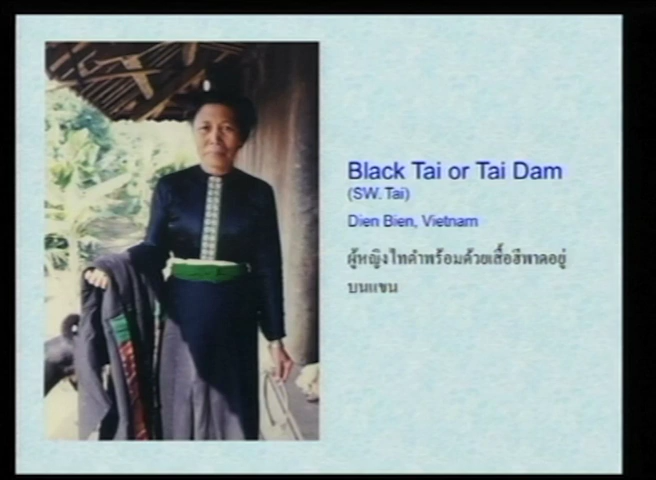 Black Tai or Tai Dam
(SW. Tai)
Dien Bien, Vietnam
ผู้หญิงไทดำพร้อมด้วยเสื้อฮีพาดอยู่
บนแขน